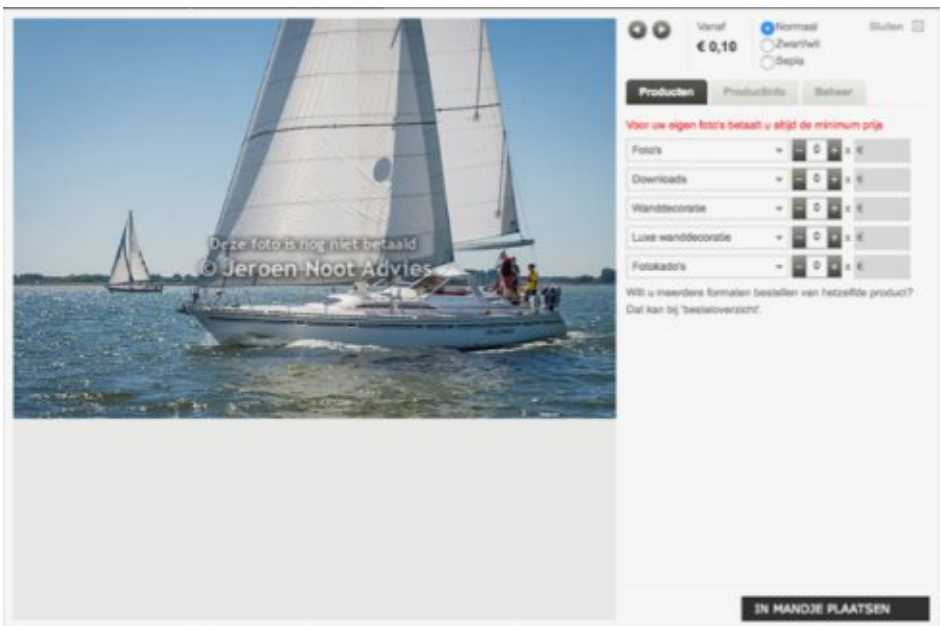 Vanaf
€ 0,10
Normaal
Zwart/wit
Sepia
Sluiten
Producten
Productinfo
Beheer
Voor uw eigen foto's betaalt u altijd de minimum prijs
Foto's - 0 + x €
Downloads - 0 + x €
Wanddecoratie - 0 + x €
Luxe wanddecoratie - 0 + x €
Fotokado's - 0 + x €
Wilt u meerdere formaten bestellen van hetzelfde product?
Dat kan bij 'besteloverzicht'.
Deze foto is nog niet betaald
© Jeroen Noot Advies
IN MANDJE PLAATSEN